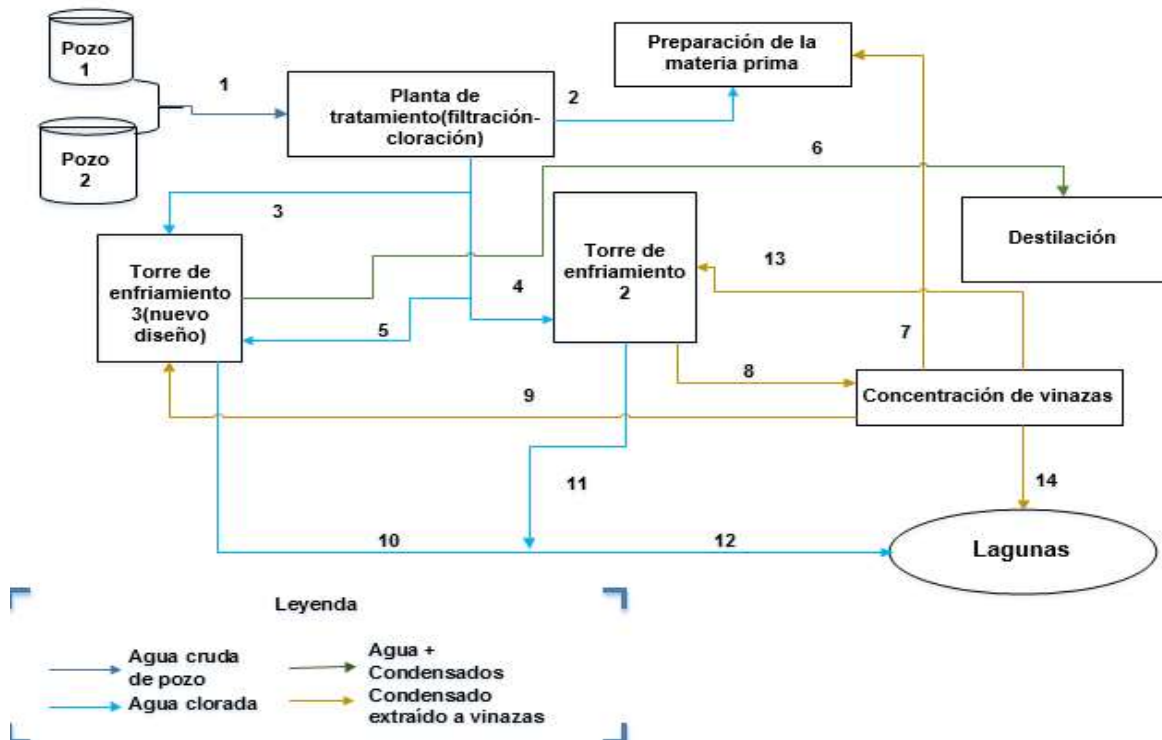 Pozo
1
1
Planta de
tratamiento(filtración-
cloración)
2
Preparación de la
materia prima
Pozo
2
6
3
Destilación
Torre de
enfriamiento
3(nuevo
diseño)
Torre de
enfriamiento
2
13
4
5
7
8
9
Concentración de vinazas
11
14
10
12
Lagunas
Leyenda
Agua cruda
de pozo
Agua clorada
Agua +
Condensados
Condensado
extraído a vinazas